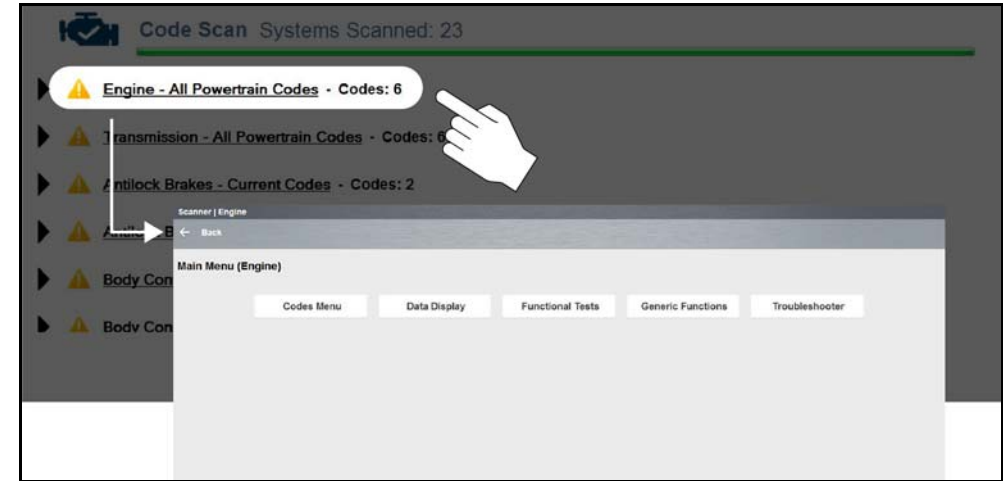 Code Scan Systems Scanned: 23
Engine - All Powertrain Codes - Codes: 6
Transmission - All Powertrain Codes - Codes: 6
Antilock Brakes - Current Codes - Codes: 2
Body Con
Body Con
Scanner | Engine
← Back
Main Menu (Engine)
Codes Menu Data Display Functional Tests Generic Functions Troubleshooter